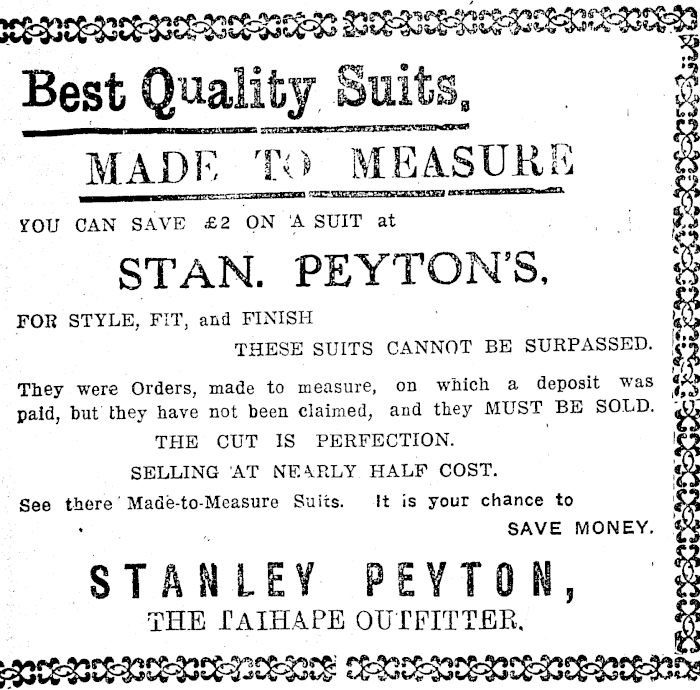 Best Quality Suits,
MADE TO MEASURE
YOU CAN SAVE £2 ON A SUIT at
STAN. PEYTON'S,
FOR STYLE, FIT, and FINISH
THESE SUITS CANNOT BE SURPASSED.
They were Orders, made to measure, on which a deposit was
paid, but they have not been claimed, and they MUST BE SOLD.
THE CUT IS PERFECTION.
SELLING AT NEARLY HALF COST.
See there Made-to-Measure Suits. It is your chance to
SAVE MONEY.
STANLEY PEYTON,
THE TAIHAPE OUTFITTER.